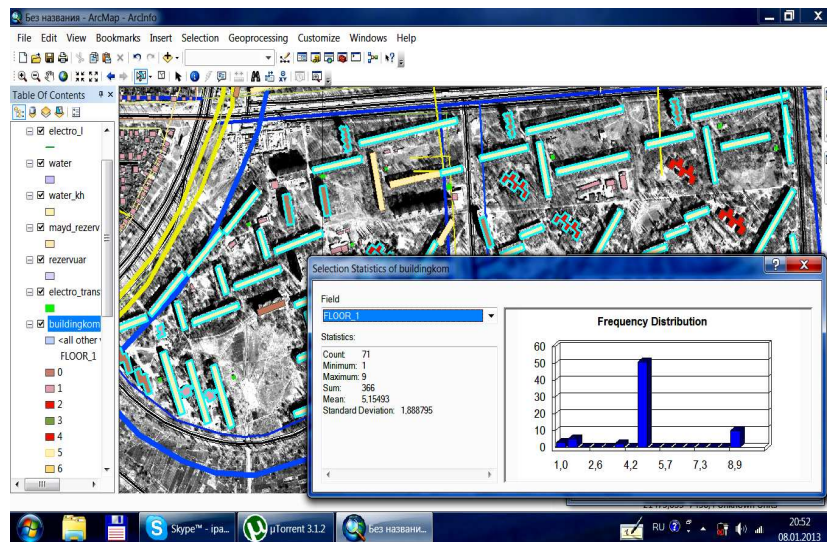 Без названия - ArcMap - ArcInfo
File Edit View Bookmarks Insert Selection Geoprocessing Customize Windows Help
Table Of Contents
electro_l
water
water_kh
mayd_rezerv
rezervuar
electro_trans
buildingkom
<all other
FLOOR_1
0
1
2
3
4
5
6
Selection Statistics of buildingkom
Field
FLOOR_1
Statistics:
Count: 71
Minimum: 1
Maximum: 9
Sum: 366
Mean: 5,15493
Standard Deviation: 1,888795
Frequency Distribution
60
50
40
30
20
10
0
1,0 2,6 4,2 5,7 7,3 8,9
Skype™ - ipa...
µTorrent 3.1.2
Без названи...
RU
20:52
08.01.2013